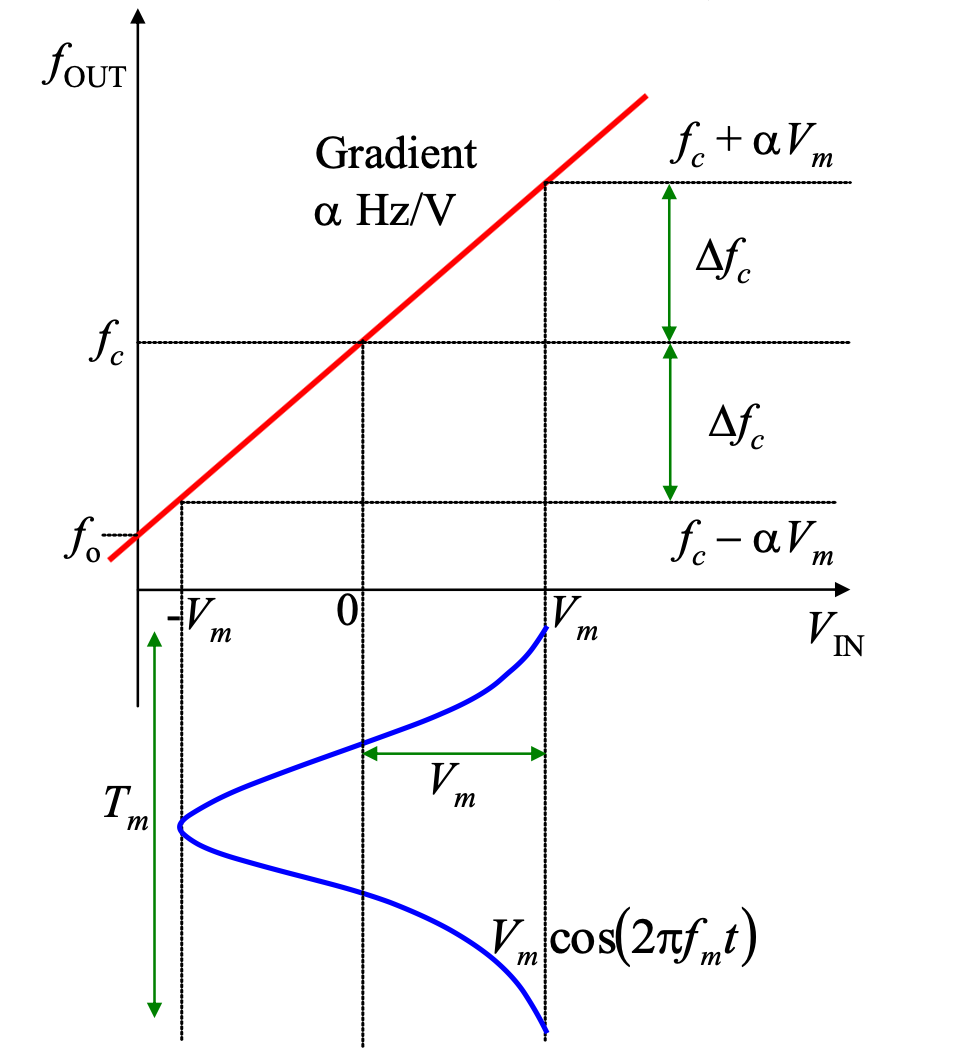 f_OUT
f_c + αV_m
Gradient
α Hz/V
Δf_c
f_c
Δf_c
f_o
f_c − αV_m
-V_m
0
V_m
V_IN
V_m
T_m
V_m cos(2πf_m t)